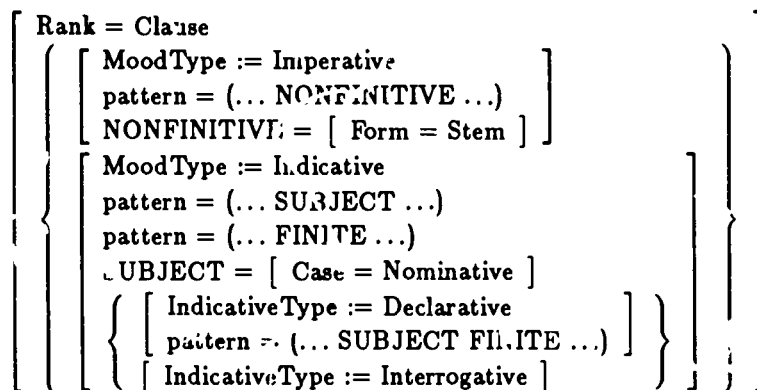 [ Rank = Clause ]
{ [ MoodType := Imperative
pattern = (... NONFINITIVE ...)
NONFINITIVE = [ Form = Stem ] ]
[ MoodType := Indicative
pattern = (... SUBJECT ...)
pattern = (... FINITE ...)
SUBJECT = [ Case = Nominative ]
{ [ IndicativeType := Declarative
pattern = (... SUBJECT FINITE ...) ] }
[ IndicativeType := Interrogative ]